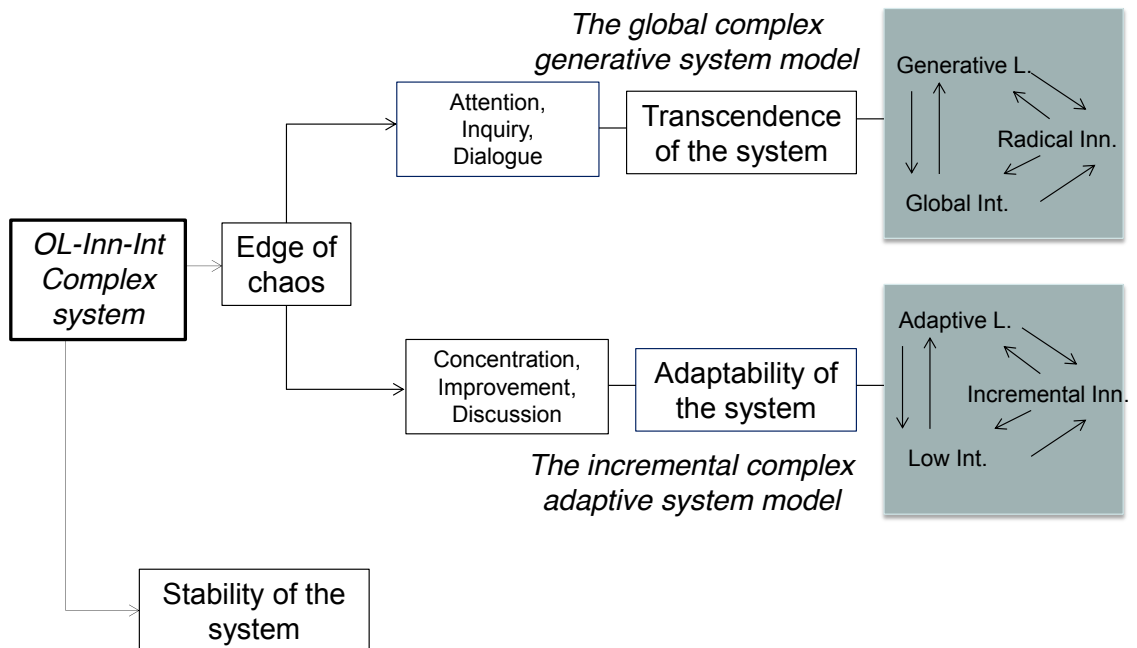 The global complex
generative system model
Attention,
Inquiry,
Dialogue
Transcendence
of the system
Generative L.
Radical Inn.
Global Int.
OL-Inn-Int
Complex
system
Edge of
chaos
Concentration,
Improvement,
Discussion
Adaptability of
the system
Adaptive L.
Incremental Inn.
Low Int.
The incremental complex
adaptive system model
Stability of the
system